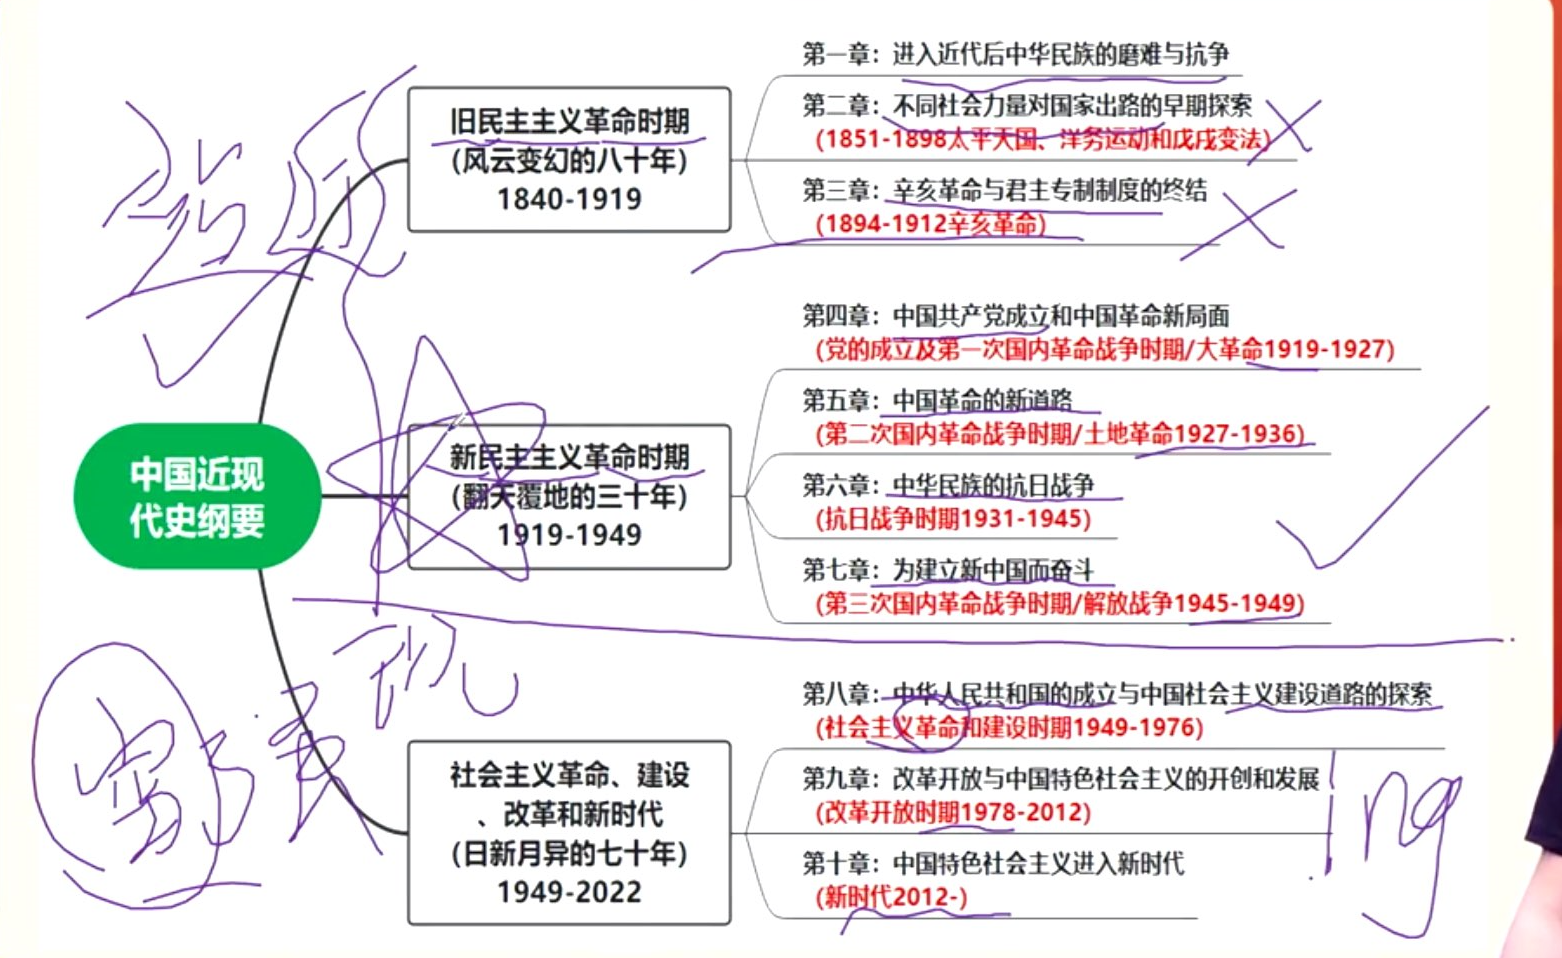 中国近现
代史纲要
旧民主主义革命时期
(风云变幻的八十年)
1840-1919
第一章：进入近代后中华民族的磨难与抗争
第二章：不同社会力量对国家出路的早期探索
(1851-1898太平天国、洋务运动和戊戌变法)
第三章：辛亥革命与君主专制制度的终结
(1894-1912辛亥革命)
新民主主义革命时期
(翻天覆地的三十年)
1919-1949
第四章：中国共产党成立和中国革命新局面
(党的成立及第一次国内革命战争时期/大革命1919-1927)
第五章：中国革命的新道路
(第二次国内革命战争时期/土地革命1927-1936)
第六章：中华民族的抗日战争
(抗日战争时期1931-1945)
第七章：为建立新中国而奋斗
(第三次国内革命战争时期/解放战争1945-1949)
社会主义革命、建设
、改革和新时代
(日新月异的七十年)
1949-2022
第八章：中华人民共和国的成立与中国社会主义建设道路的探索
(社会主义革命和建设时期1949-1976)
第九章：改革开放与中国特色社会主义的开创和发展
(改革开放时期1978-2012)
第十章：中国特色社会主义进入新时代
(新时代2012-)
ing